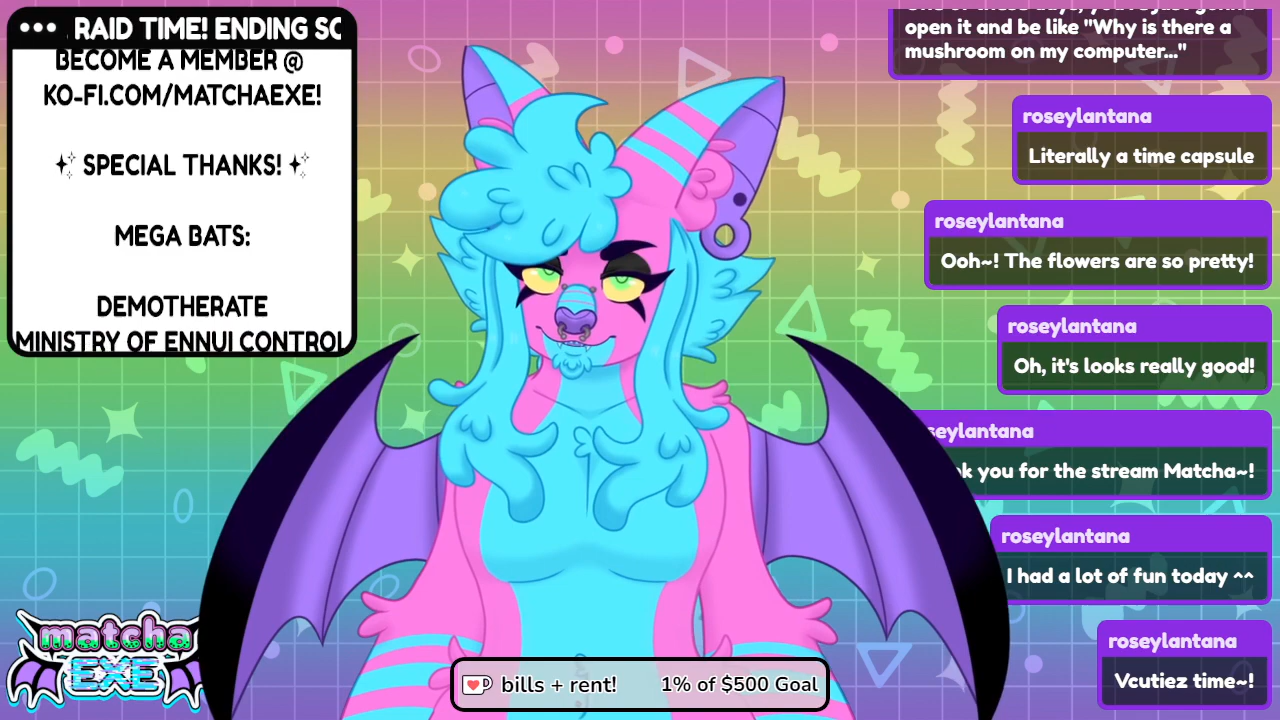 RAID TIME! ENDING SO
BECOME A MEMBER @
KO-FI.COM/MATCHAEXE!
SPECIAL THANKS!
MEGA BATS:
DEMOTHERATE
MINISTRY OF ENNUI CONTROL
open it and be like "Why is there a
mushroom on my computer..."
roseylantana
Literally a time capsule
roseylantana
Ooh~! The flowers are so pretty!
roseylantana
Oh, it's looks really good!
seylantana
k you for the stream Matcha~!
roseylantana
I had a lot of fun today ^^
roseylantana
Vcutiez time~!
matcha
EXE
bills + rent! 1% of $500 Goal